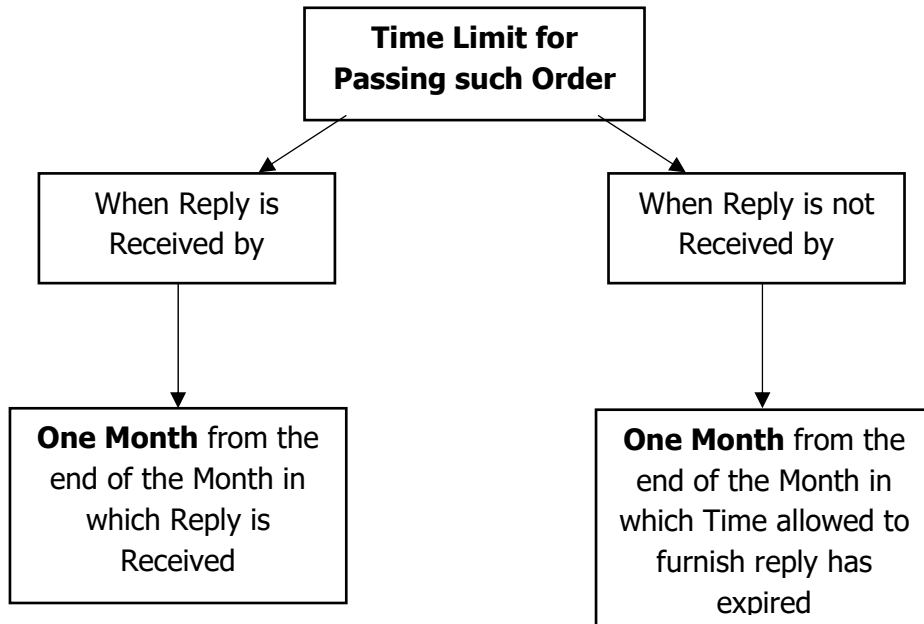 Time Limit for
Passing such Order
When Reply is
Received by
When Reply is not
Received by
One Month from the
end of the Month in
which Reply is
Received
One Month from the
end of the Month in
which Time allowed to
furnish reply has
expired